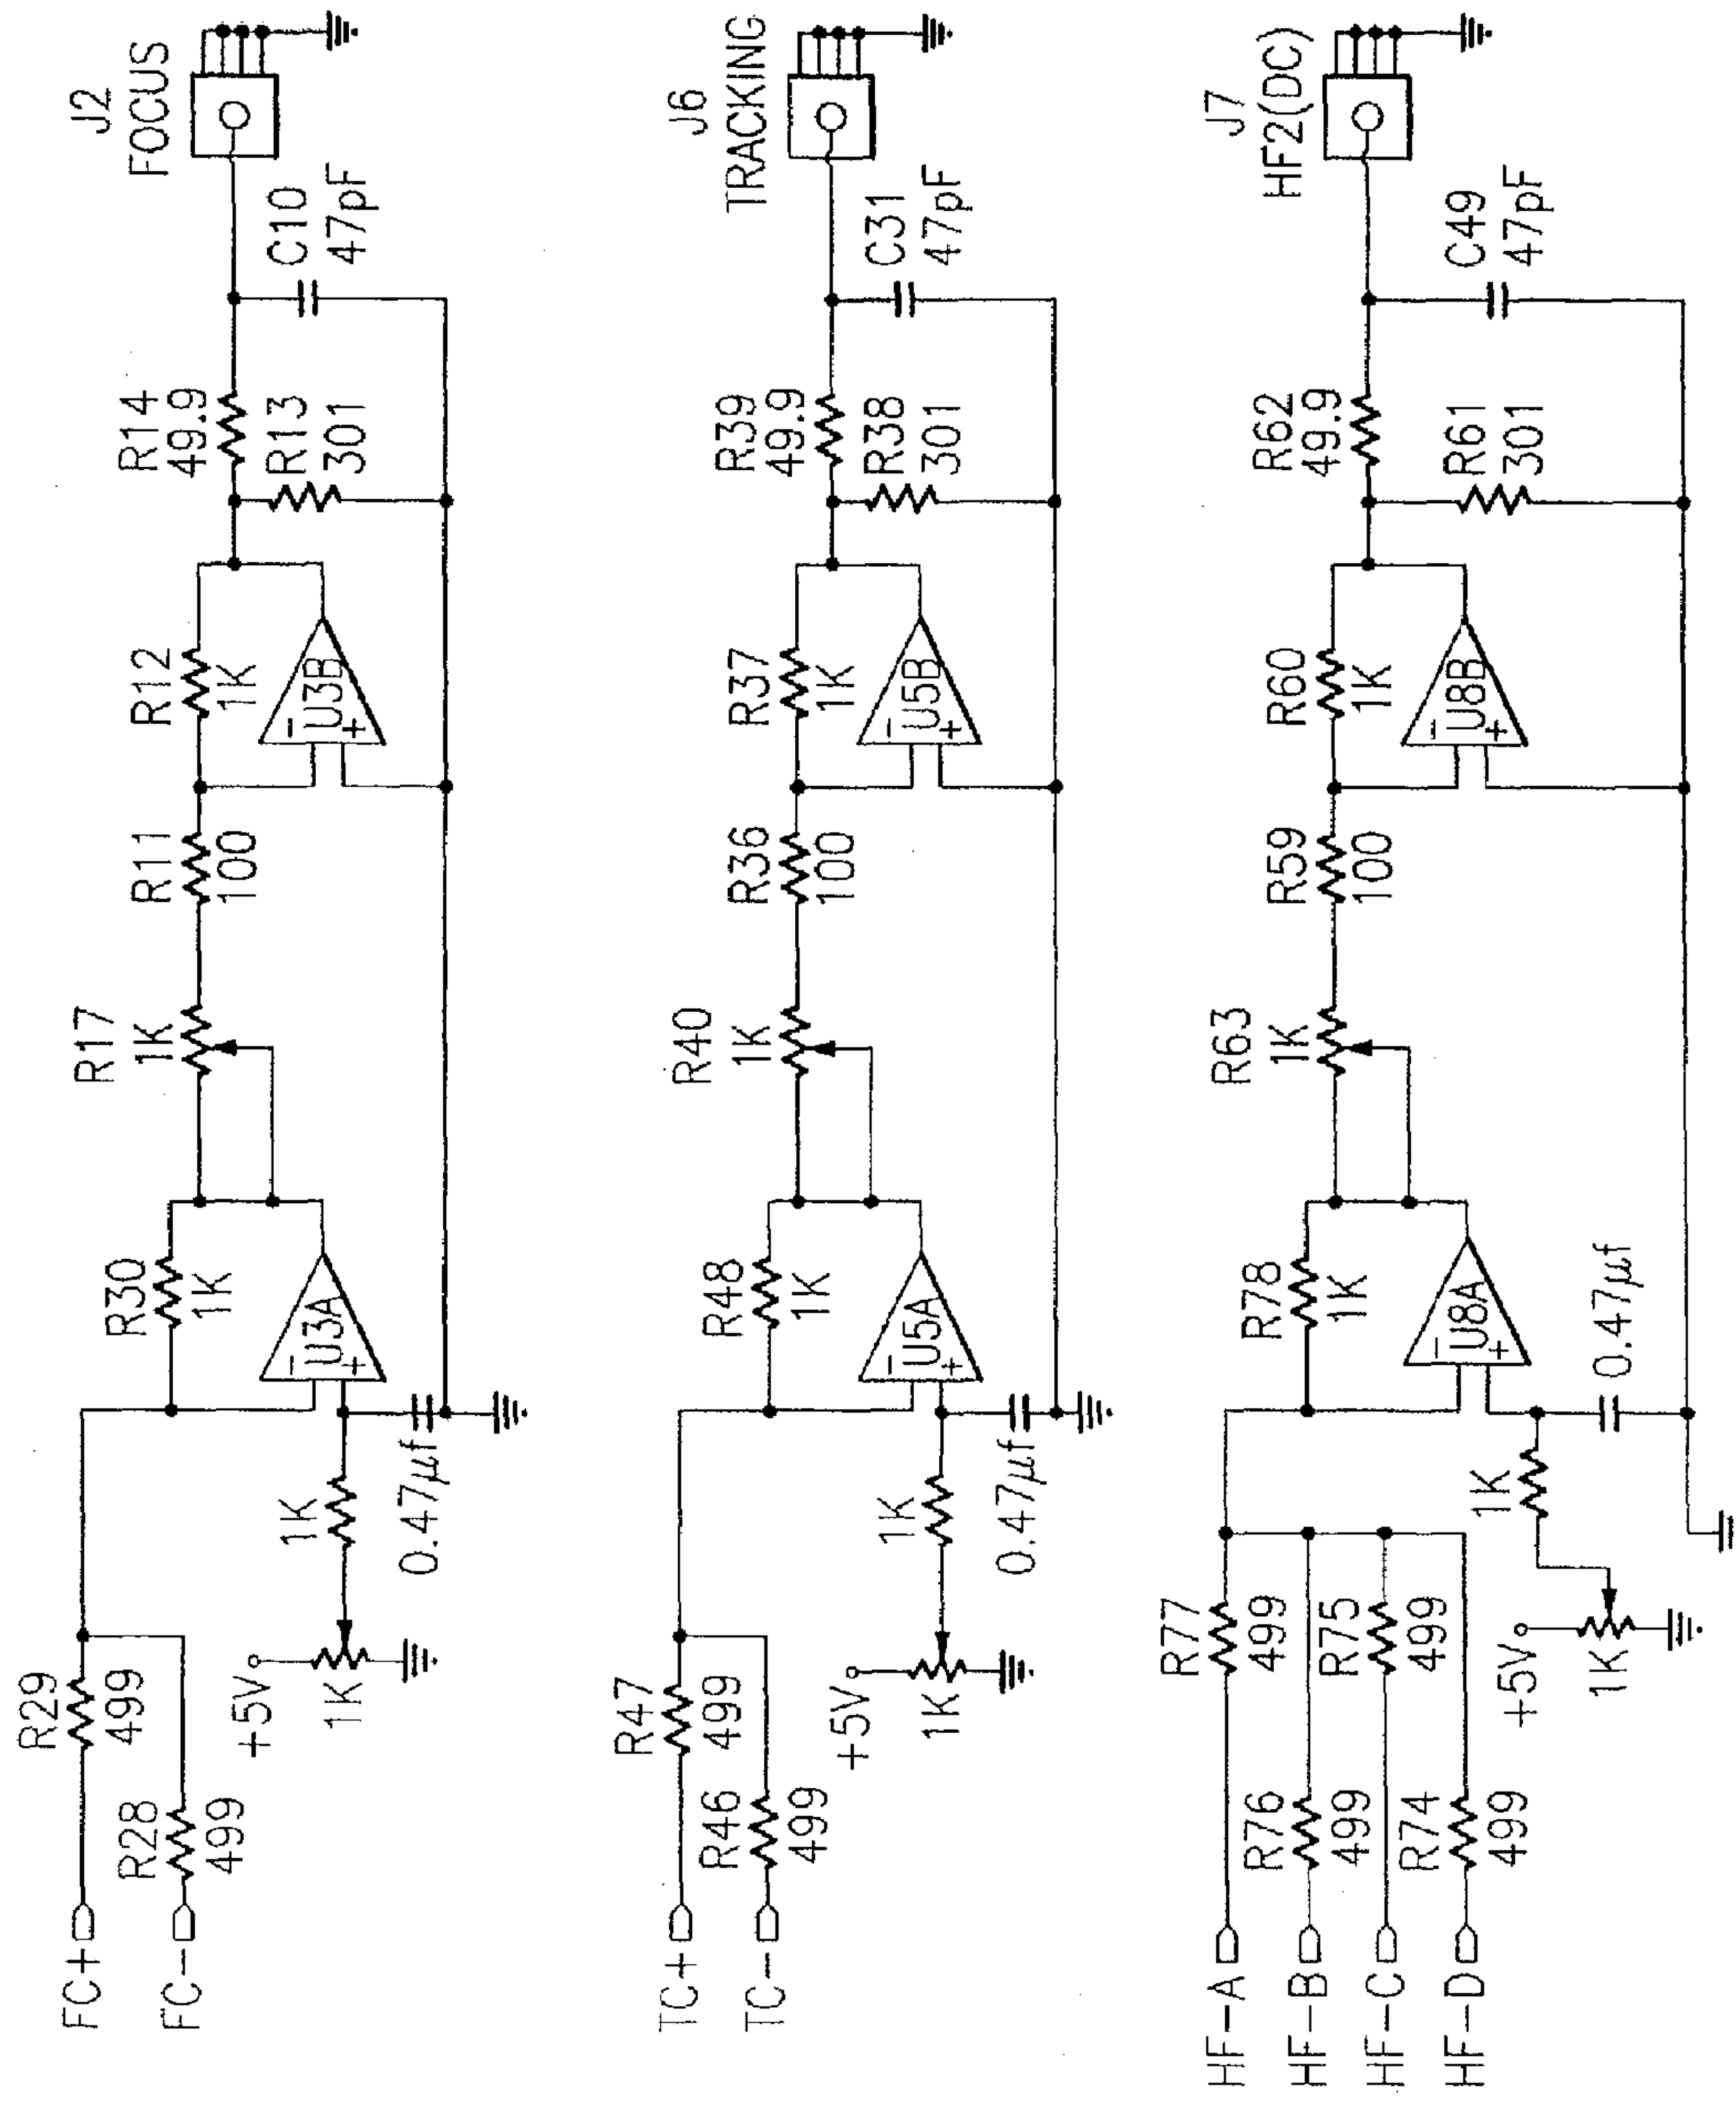 FC+
FC-
R29
499
R28
499
+5V
1K
1K
0.47µf
R30
1K
U3A
-
+
R17
1K
R11
100
R12
1K
U3B
-
+
R14
49.9
R13
301
C10
47pF
J2
FOCUS
TC+
TC-
R47
499
R46
499
+5V
1K
1K
0.47µf
R48
1K
U5A
-
+
R40
1K
R36
100
R37
1K
U5B
-
+
R39
49.9
R38
301
C31
47pF
J6
TRACKING
HF-A
HF-B
HF-C
HF-D
R77
499
R76
499
R75
499
R74
499
+5V
1K
1K
0.47µf
R78
1K
U8A
-
+
R63
1K
R59
100
R60
1K
U8B
-
+
R62
49.9
R61
301
C49
47pF
J7
HF2(DC)